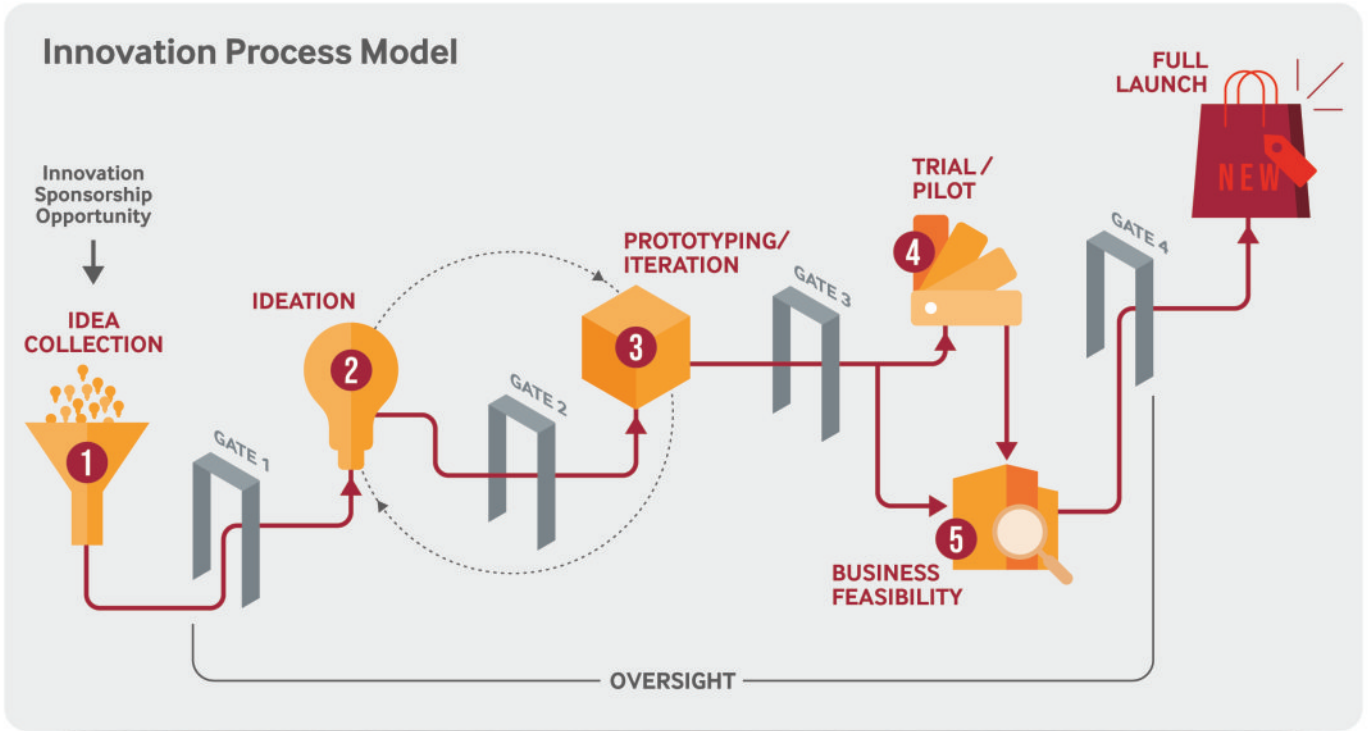 Innovation Process Model
Innovation
Sponsorship
Opportunity
IDEA
COLLECTION
1
GATE 1
IDEATION
2
GATE 2
PROTOTYPING/
ITERATION
3
GATE 3
TRIAL /
PILOT
4
BUSINESS
FEASIBILITY
5
GATE 4
FULL
LAUNCH
NEW
OVERSIGHT